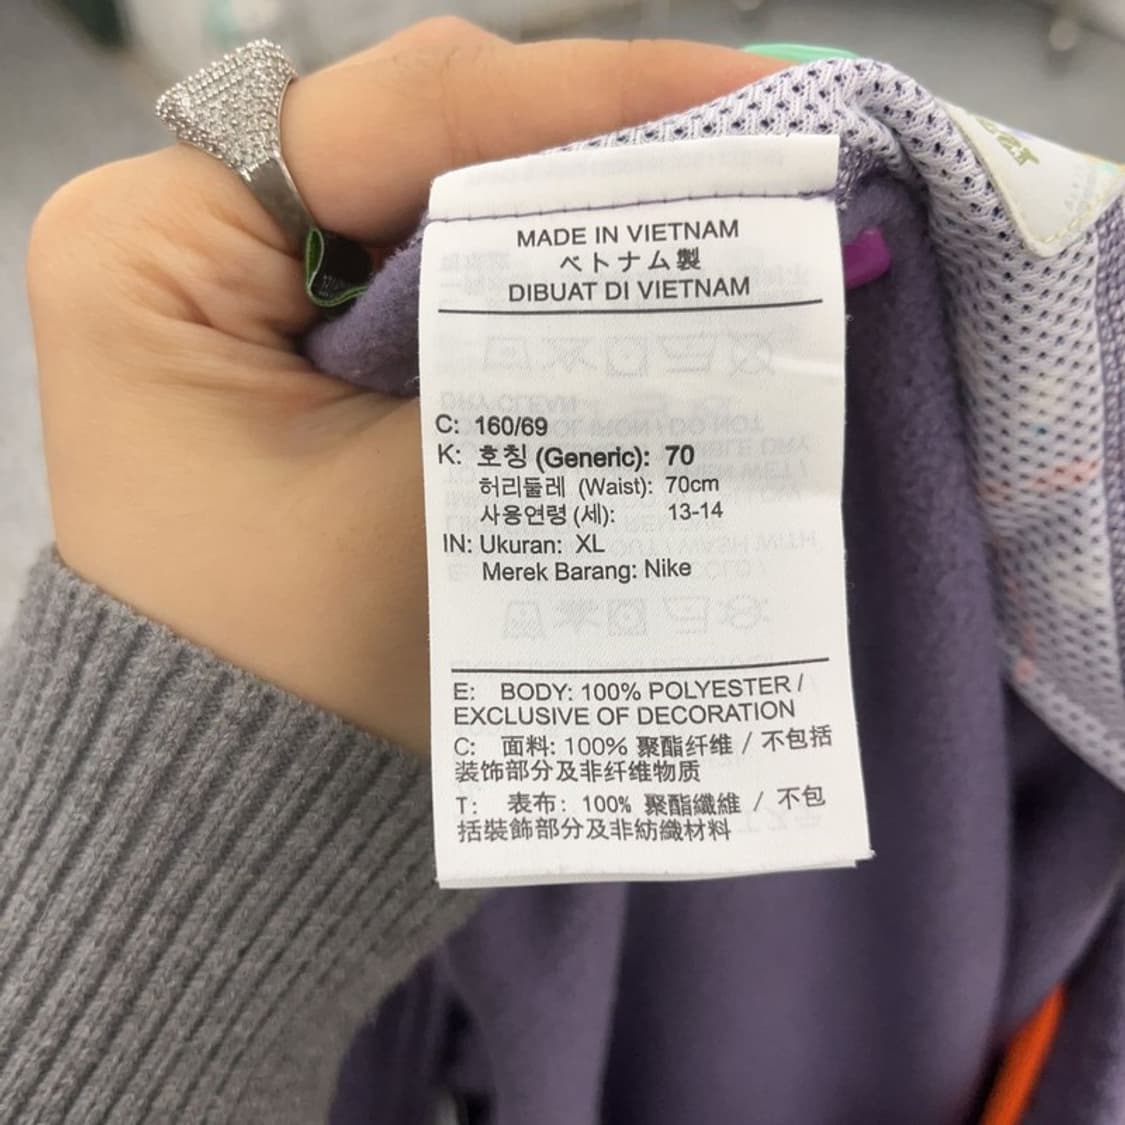 MADE IN VIETNAM
ベトナム製
DIBUAT DI VIETNAM
C: 160/69
K: 호칭 (Generic): 70
허리둘레 (Waist): 70cm
사용연령 (세): 13-14
IN: Ukuran: XL
Merek Barang: Nike
E: BODY: 100% POLYESTER /
EXCLUSIVE OF DECORATION
C: 面料: 100% 聚酯纤维 / 不包括
装饰部分及非纤维物质
T: 表布: 100% 聚酯纖維 / 不包
括裝飾部分及非紡織材料